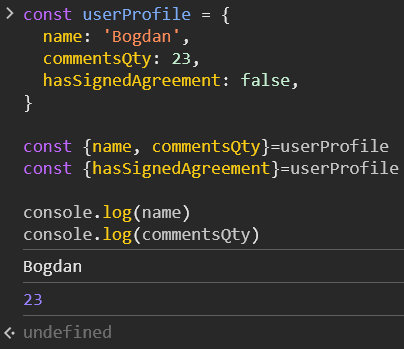 const userProfile = {
  name: 'Bogdan',
  commentsQty: 23,
  hasSignedAgreement: false,
}
const {name, commentsQty}=userProfile
const {hasSignedAgreement}=userProfile
console.log(name)
console.log(commentsQty)
Bogdan
23
undefined